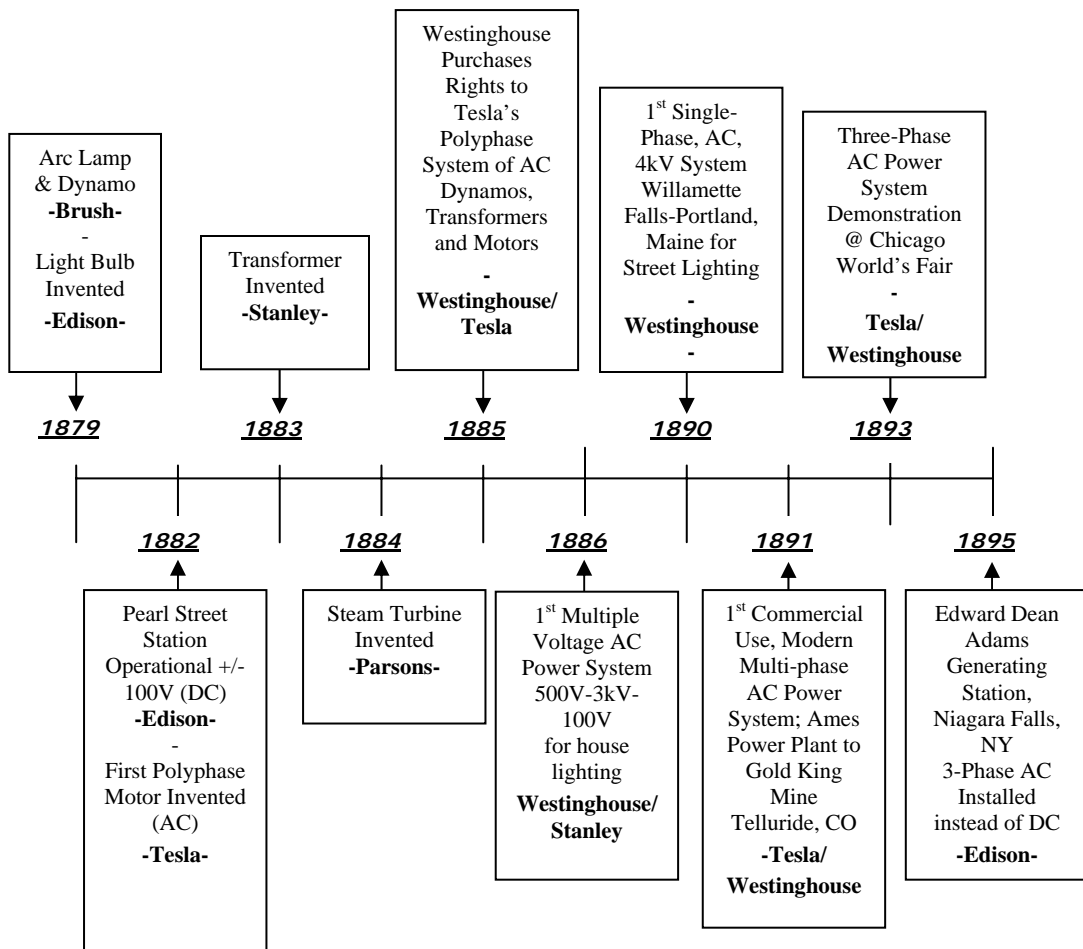 Arc Lamp
& Dynamo
-Brush-
-
Light Bulb
Invented
-Edison-
Transformer
Invented
-Stanley-
Westinghouse
Purchases
Rights to
Tesla's
Polyphase
System of AC
Dynamos,
Transformers
and Motors
-
Westinghouse/
Tesla
1st Single-
Phase, AC,
4kV System
Willamette
Falls-Portland,
Maine for
Street Lighting
-
Westinghouse
-
Three-Phase
AC Power
System
Demonstration
@ Chicago
World's Fair
-
Tesla/
Westinghouse
1879 1883 1885 1890 1893
1882 1884 1886 1891 1895
Pearl Street
Station
Operational +/-
100V (DC)
-Edison-
-
First Polyphase
Motor Invented
(AC)
-Tesla-
Steam Turbine
Invented
-Parsons-
1st Multiple
Voltage AC
Power System
500V-3kV-
100V
for house
lighting
Westinghouse/
Stanley
1st Commercial
Use, Modern
Multi-phase
AC Power
System; Ames
Power Plant to
Gold King
Mine
Telluride, CO
-Tesla/
Westinghouse
Edward Dean
Adams
Generating
Station,
Niagara Falls,
NY
3-Phase AC
Installed
instead of DC
-Edison-